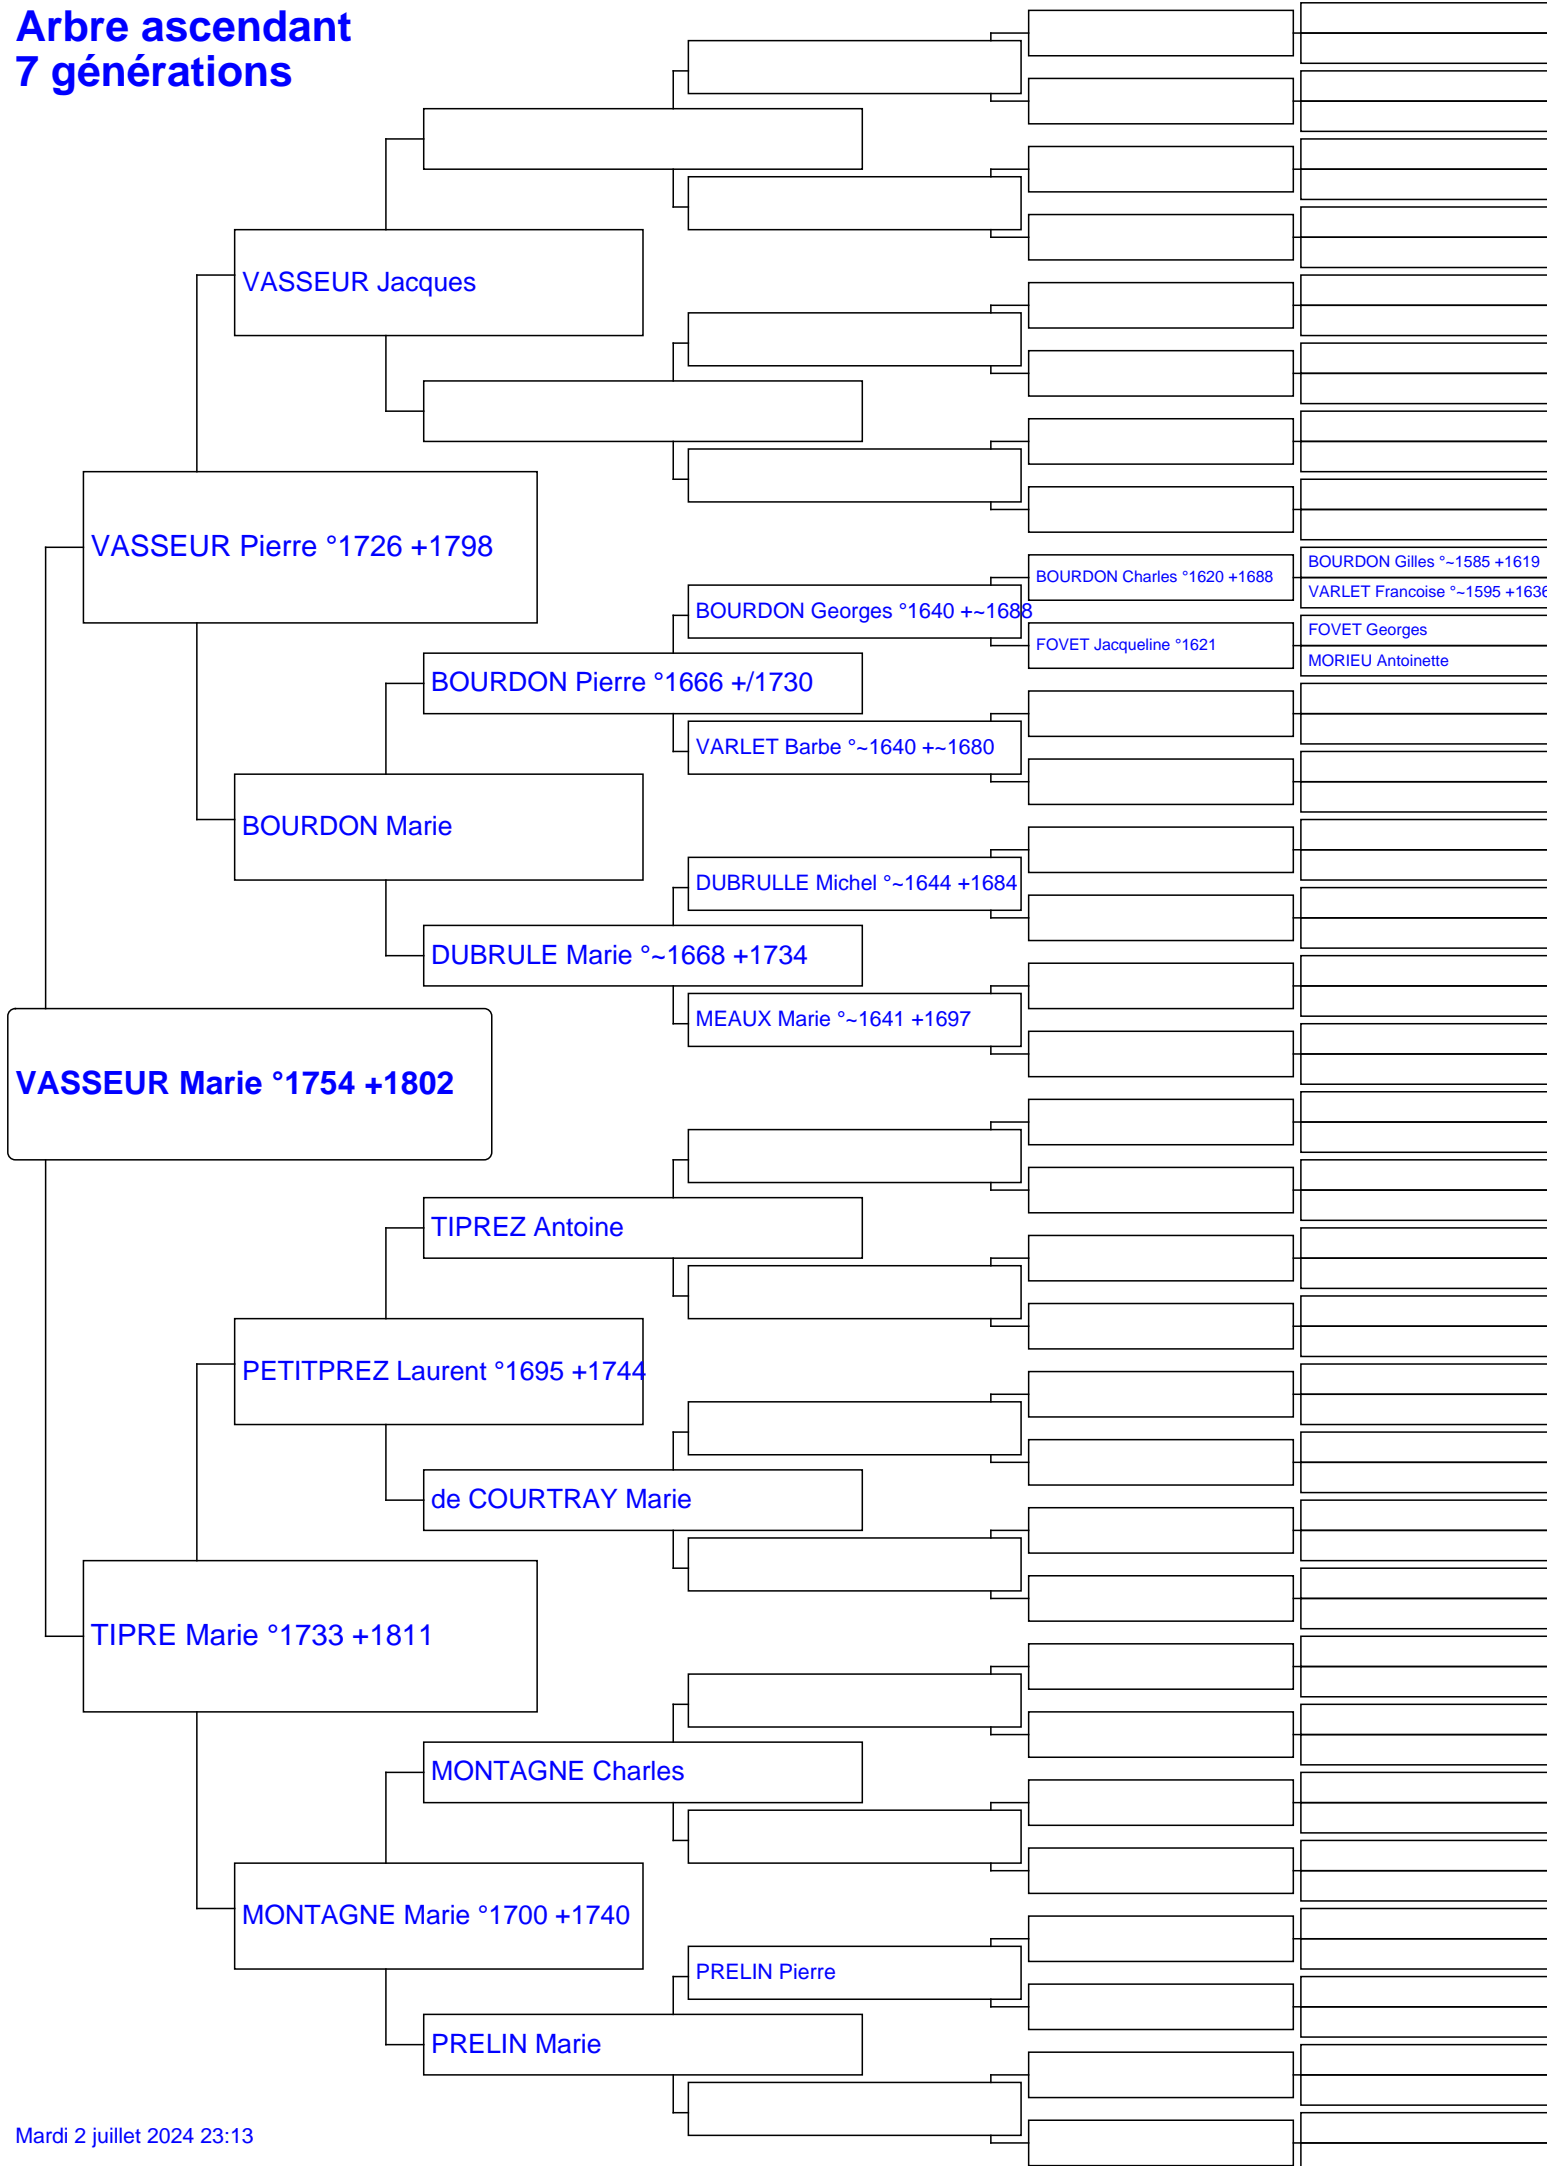 Arbre ascendant
7 générations
VASSEUR Jacques
VASSEUR Pierre °1726 +1798
BOURDON Gilles °~1585 +1619
BOURDON Charles °1620 +1688
VARLET Francoise °~1595 +1636
BOURDON Georges °1640 +~1688
FOVET Georges
FOVET Jacqueline °1621
MORIEU Antoinette
BOURDON Pierre °1666 +/1730
VARLET Barbe °~1640 +~1680
BOURDON Marie
DUBRULLE Michel °~1644 +1684
DUBRULE Marie °~1668 +1734
MEAUX Marie °~1641 +1697
VASSEUR Marie °1754 +1802
TIPREZ Antoine
PETITPREZ Laurent °1695 +1744
de COURTRAY Marie
TIPRE Marie °1733 +1811
MONTAGNE Charles
MONTAGNE Marie °1700 +1740
PRELIN Pierre
PRELIN Marie
Mardi 2 juillet 2024 23:13